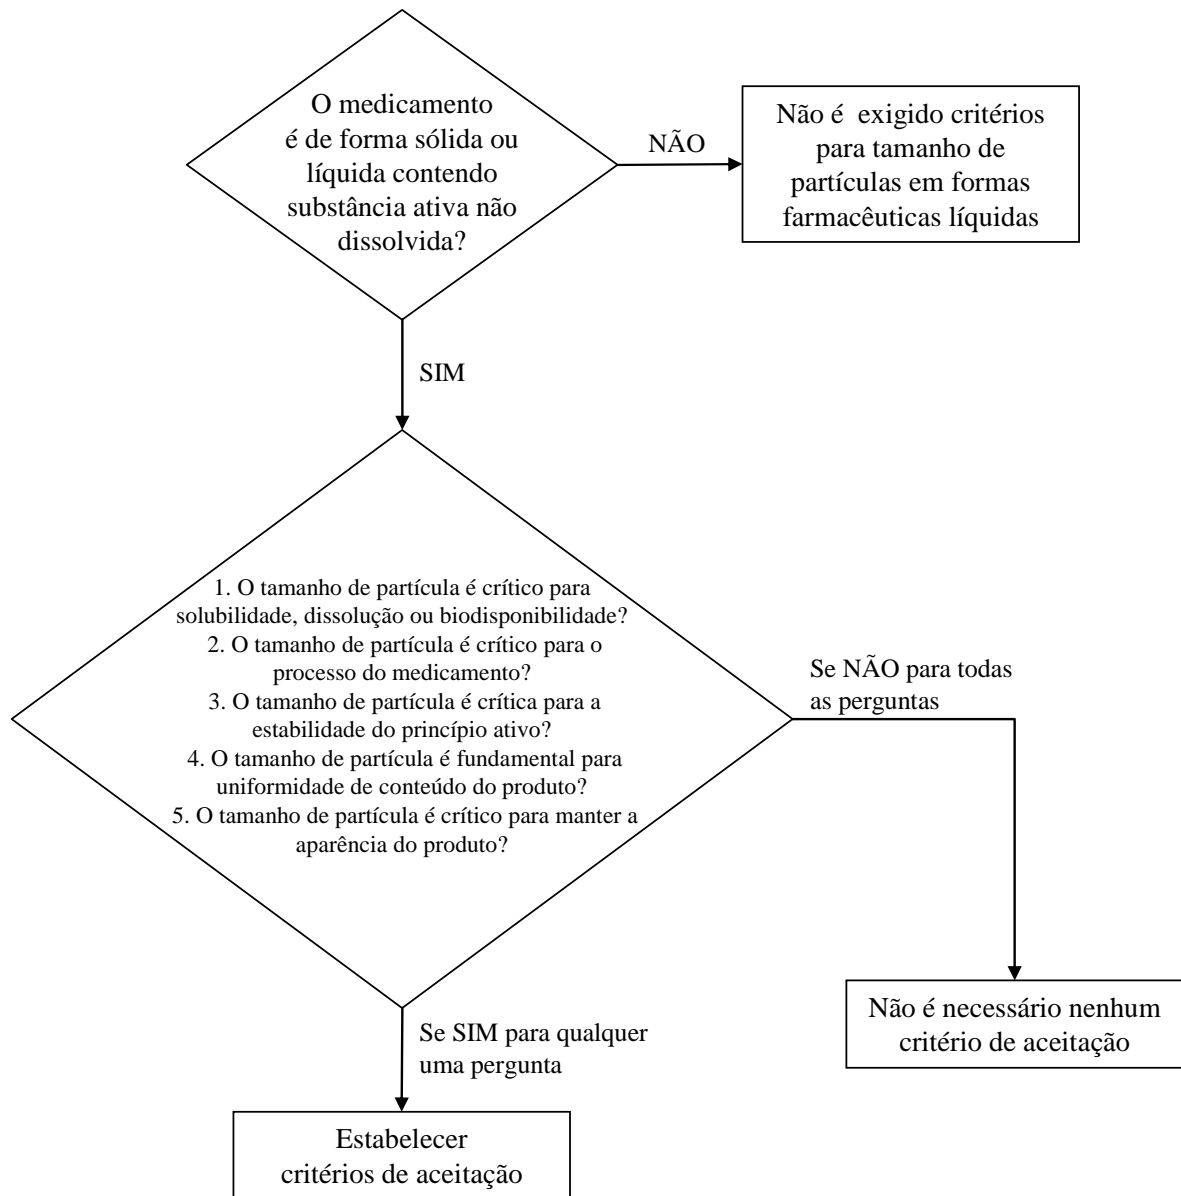 O medicamento
é de forma sólida ou
líquida contendo
substância ativa não
dissolvida?
NÃO
Não é exigido critérios
para tamanho de
partículas em formas
farmacêuticas líquidas
SIM
1. O tamanho de partícula é crítico para
solubilidade, dissolução ou biodisponibilidade?
2. O tamanho de partícula é crítico para o
processo do medicamento?
3. O tamanho de partícula é crítica para a
estabilidade do princípio ativo?
4. O tamanho de partícula é fundamental para
uniformidade de conteúdo do produto?
5. O tamanho de partícula é crítico para manter a
aparência do produto?
Se NÃO para todas
as perguntas
Não é necessário nenhum
critério de aceitação
Se SIM para qualquer
uma pergunta
Estabelecer
critérios de aceitação